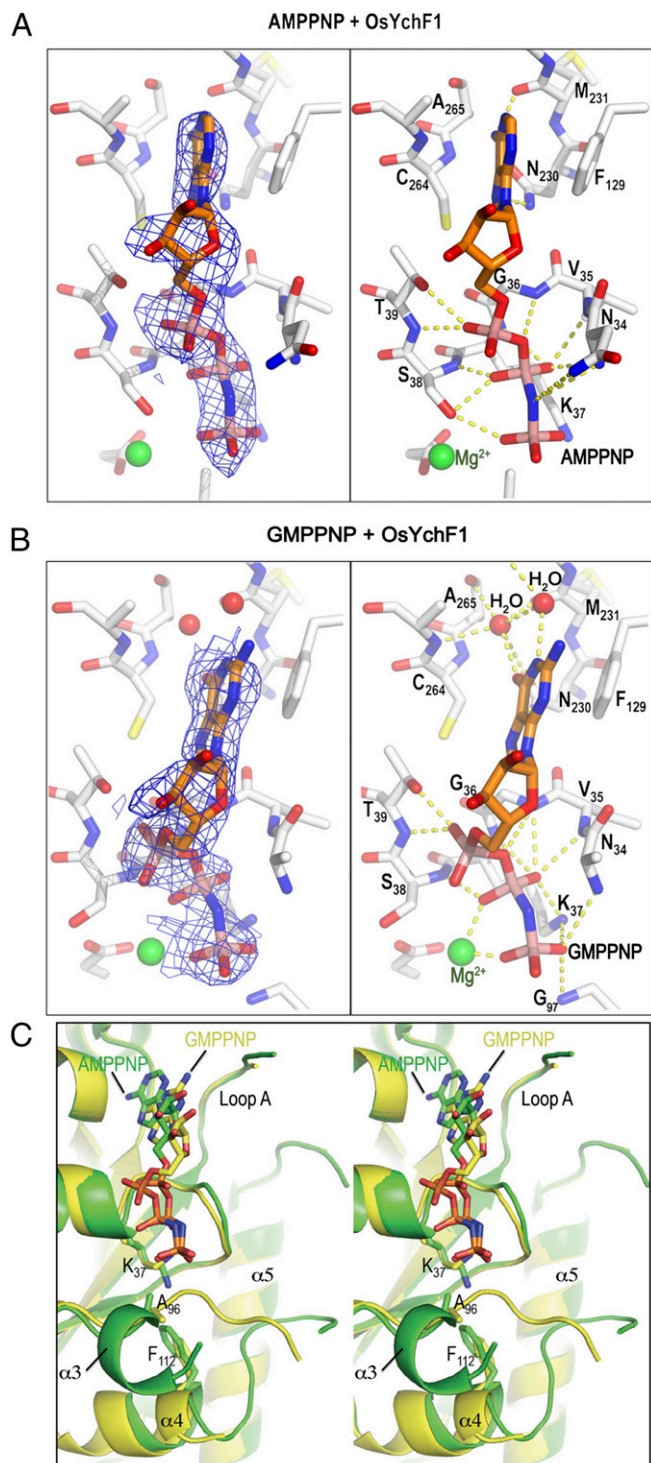 A
AMPPNP + OsYchF1
A265
M231
C264
N230
F129
G36
V35
T39
N34
S38
K37
Mg2+
AMPPNP
B
GMPPNP + OsYchF1
H2O
A265
H2O
M231
C264
N230
F129
G36
V35
T39
N34
S38
K37
GMPPNP
Mg2+
G97
C
GMPPNP
AMPPNP
Loop A
K37
α5
A96
F112
α3
α4
GMPPNP
AMPPNP
Loop A
K37
α5
A96
F112
α3
α4